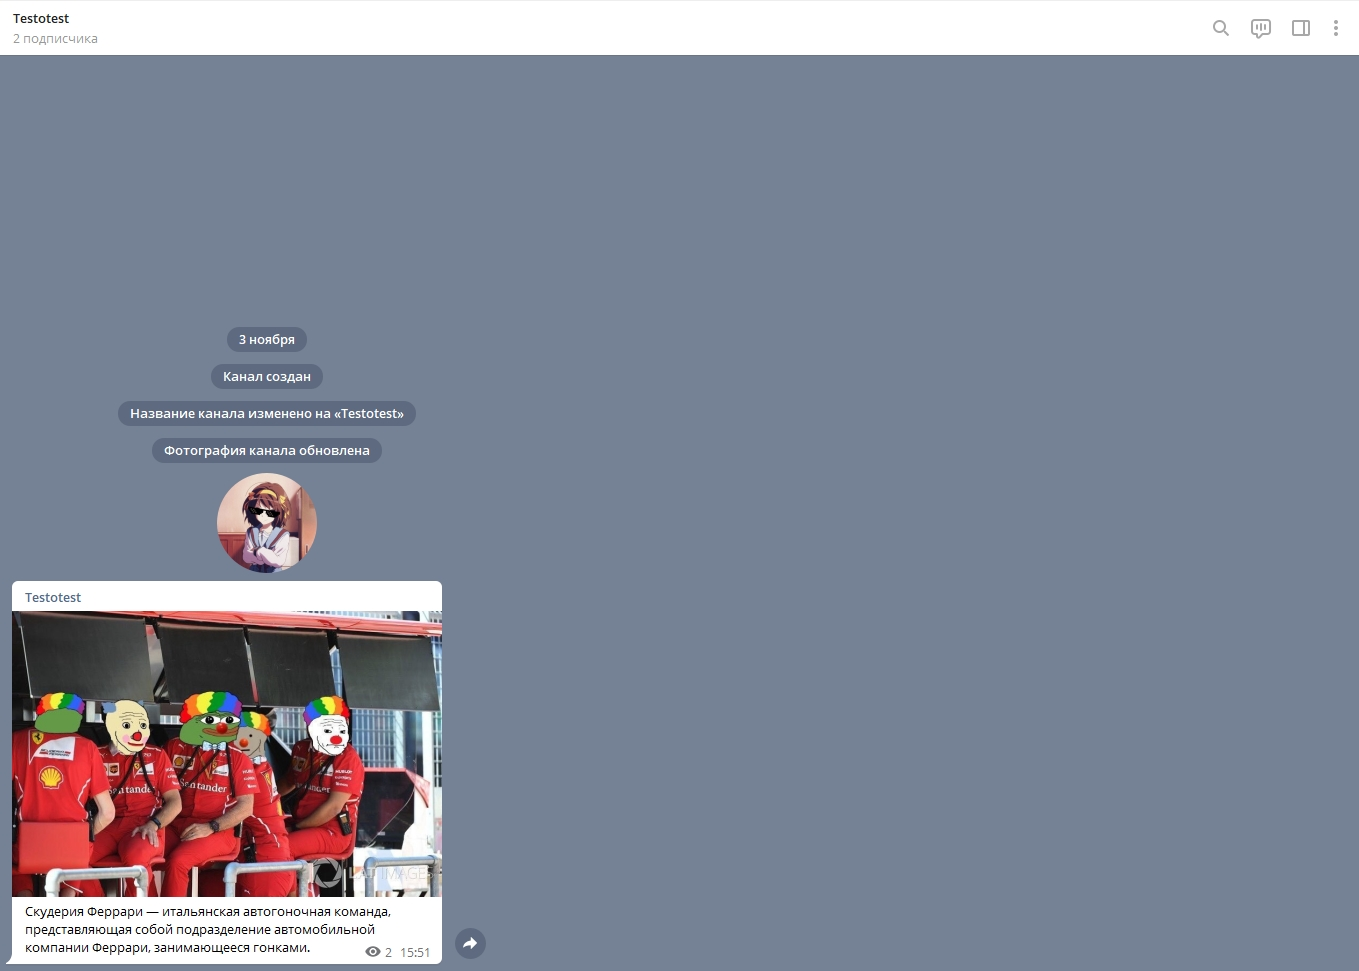 Testotest
2 подписчика
3 ноября
Канал создан
Название канала изменено на «Testotest»
Фотография канала обновлена
Testotest
Santander
Скудерия Феррари — итальянская автогоночная команда,
представляющая собой подразделение автомобильной
компании Феррари, занимающееся гонками.
2 15:51